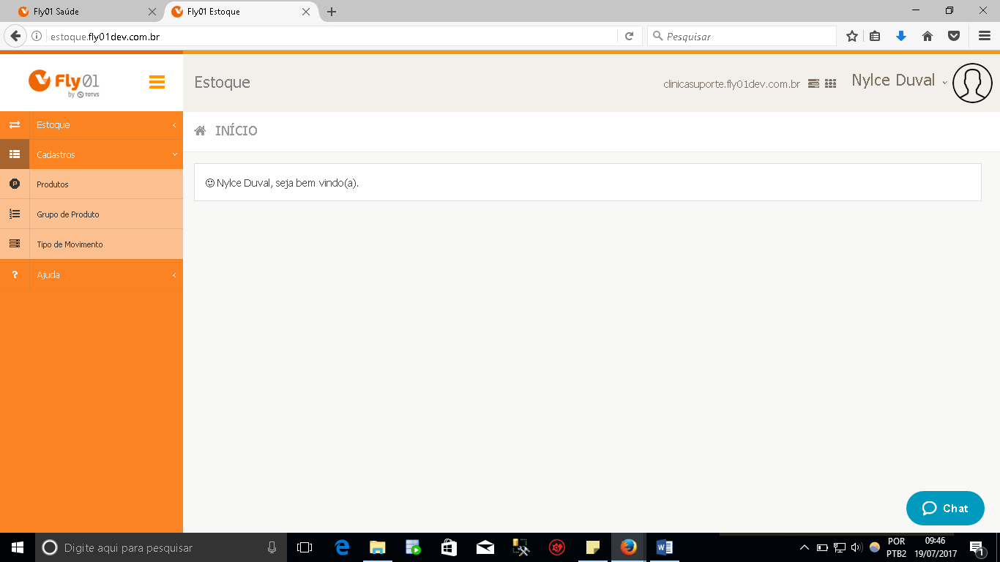 Fly01 Saúde
Fly01 Estoque
estoque.fly01dev.com.br
Pesquisar
Fly01
by TOTVS
Estoque
clinicasuporte.fly01dev.com.br
Nylce Duval
Estoque
Cadastros
Produtos
Grupo de Produto
Tipo de Movimento
Ajuda
INÍCIO
Nylce Duval, seja bem vindo(a).
Chat
Digite aqui para pesquisar
POR
PTB2
09:46
19/07/2017
1